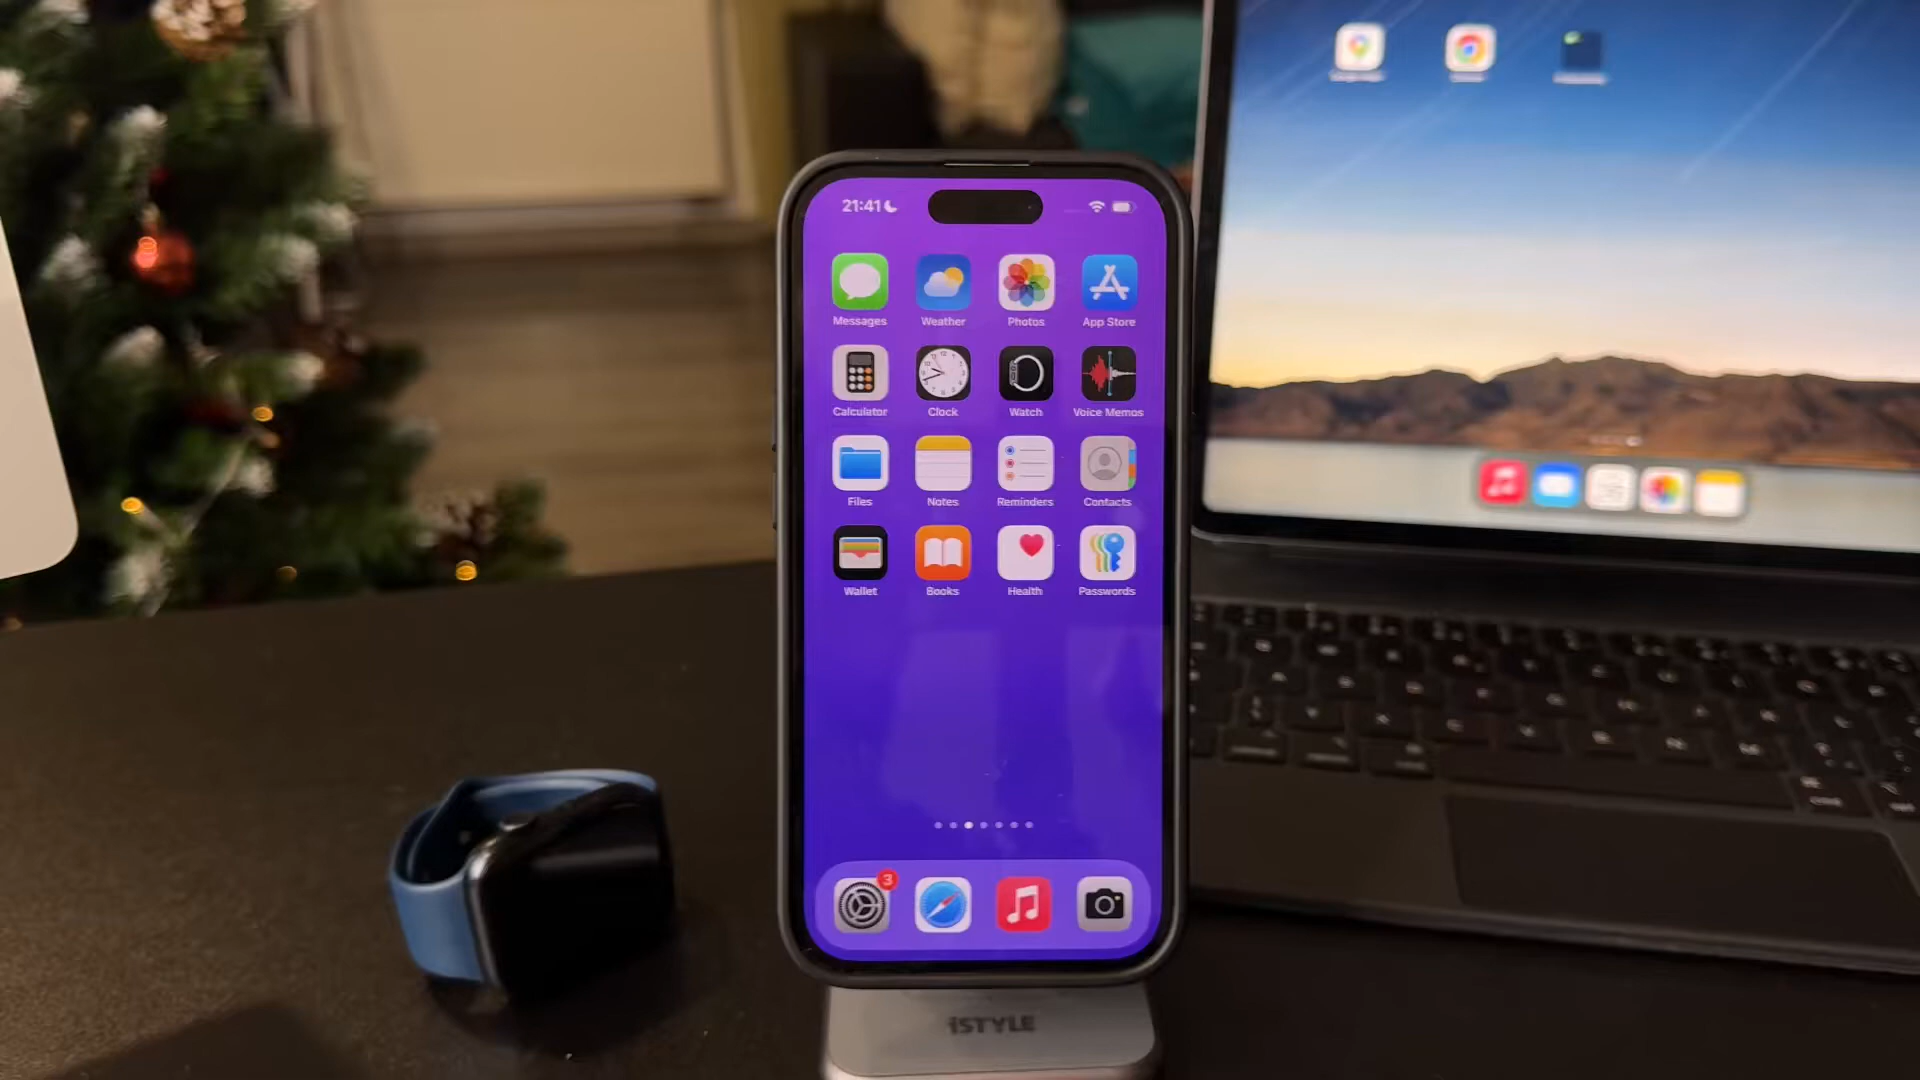 21:41
Messages Weather Photos App Store
Calculator Clock Watch Voice Memos
Files Notes Reminders Contacts
Wallet Books Health Passwords
3
iSTYLE